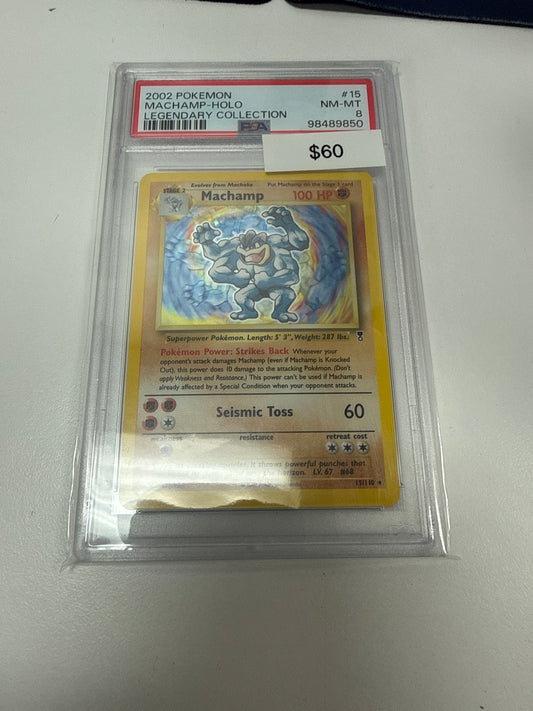 2002 POKEMON #15
MACHAMP-HOLO NM-MT
LEGENDARY COLLECTION 8
PSA 98489850
$60
Evolves from Machoke Put Machamp on the Stage 1 card
STAGE 2
Machamp 100 HP
Superpower Pokémon. Length: 5' 3", Weight: 287 lbs.
Pokémon Power: Strikes Back Whenever your
opponent's attack damages Machamp (even if Machamp is Knocked
Out), this power does 10 damage to the attacking Pokémon. (Don't
apply Weakness and Resistance.) This power can't be used if Machamp is
already affected by a Special Condition when your opponent attacks.
Seismic Toss 60
weakness resistance retreat cost
It throws powerful punches that
horizon. LV. 67 #68
15/110